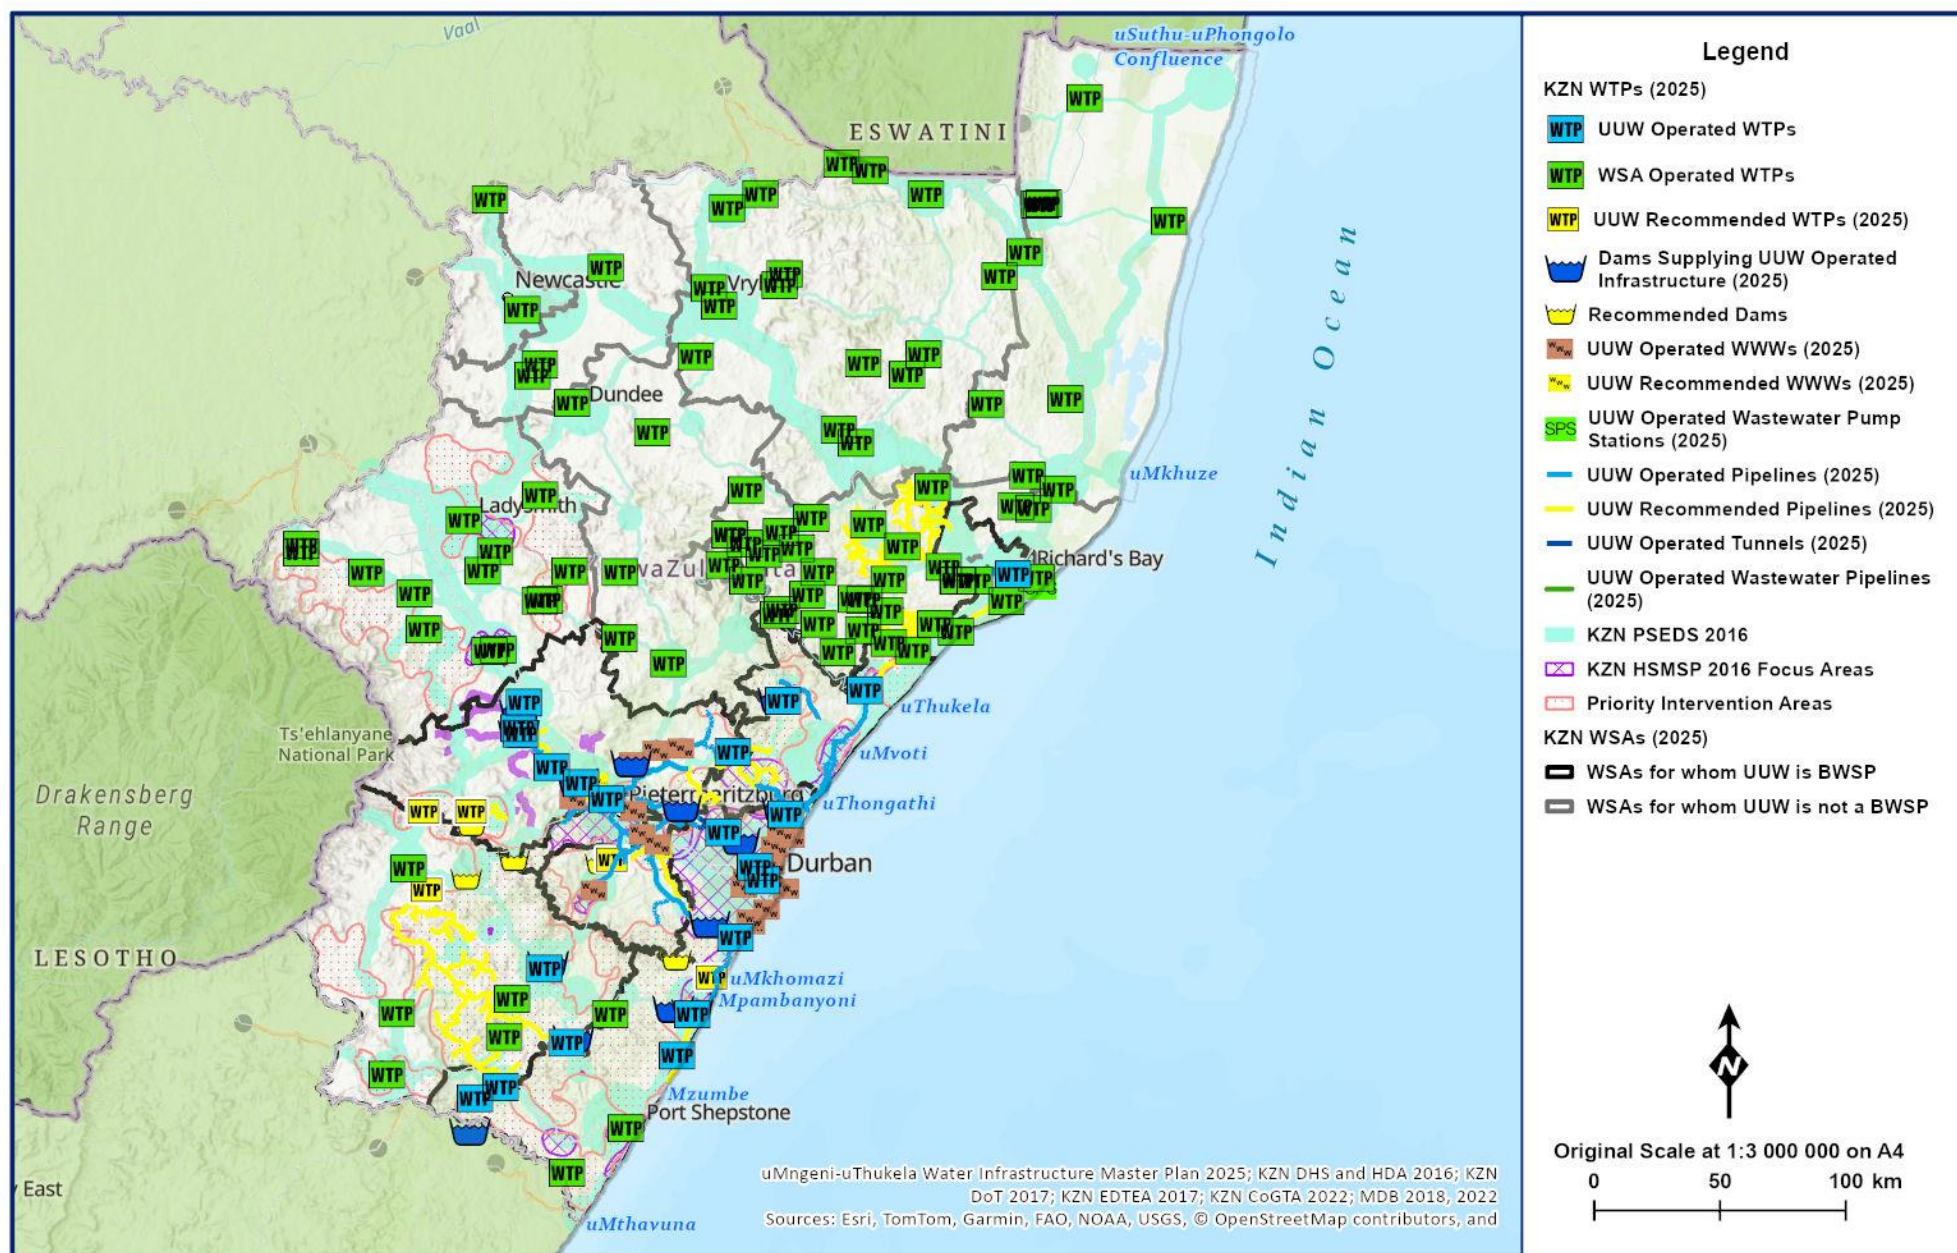 Vaal
uSuthu-uPhongolo
Confluence
ESWATINI
Newcastle
Dundee
Indian Ocean
uMkhuze
Ladysmith
Richard's Bay
uThukela
Ts'ehlanyane
National Park
uMvoti
Drakensberg
Range
uThongathi
Durban
LESOTHO
uMkhomazi
Mpambanyoni
Mzumbe
Port Shepstone
East
uMthavuna
WTP
uMngeni-uThukela Water Infrastructure Master Plan 2025; KZN DHS and HDA 2016; KZN
DoT 2017; KZN EDTEA 2017; KZN CoGTA 2022; MDB 2018, 2022
Sources: Esri, TomTom, Garmin, FAO, NOAA, USGS, © OpenStreetMap contributors, and
Legend
KZN WTPs (2025)
WTP UUW Operated WTPs
WTP WSA Operated WTPs
WTP UUW Recommended WTPs (2025)
Dams Supplying UUW Operated
Infrastructure (2025)
Recommended Dams
UUW Operated WWWs (2025)
UUW Recommended WWWs (2025)
SPS UUW Operated Wastewater Pump
Stations (2025)
UUW Operated Pipelines (2025)
UUW Recommended Pipelines (2025)
UUW Operated Tunnels (2025)
UUW Operated Wastewater Pipelines
(2025)
KZN PSEDS 2016
KZN HSMSP 2016 Focus Areas
Priority Intervention Areas
KZN WSAs (2025)
WSAs for whom UUW is BWSP
WSAs for whom UUW is not a BWSP
N
Original Scale at 1:3 000 000 on A4
0 50 100 km